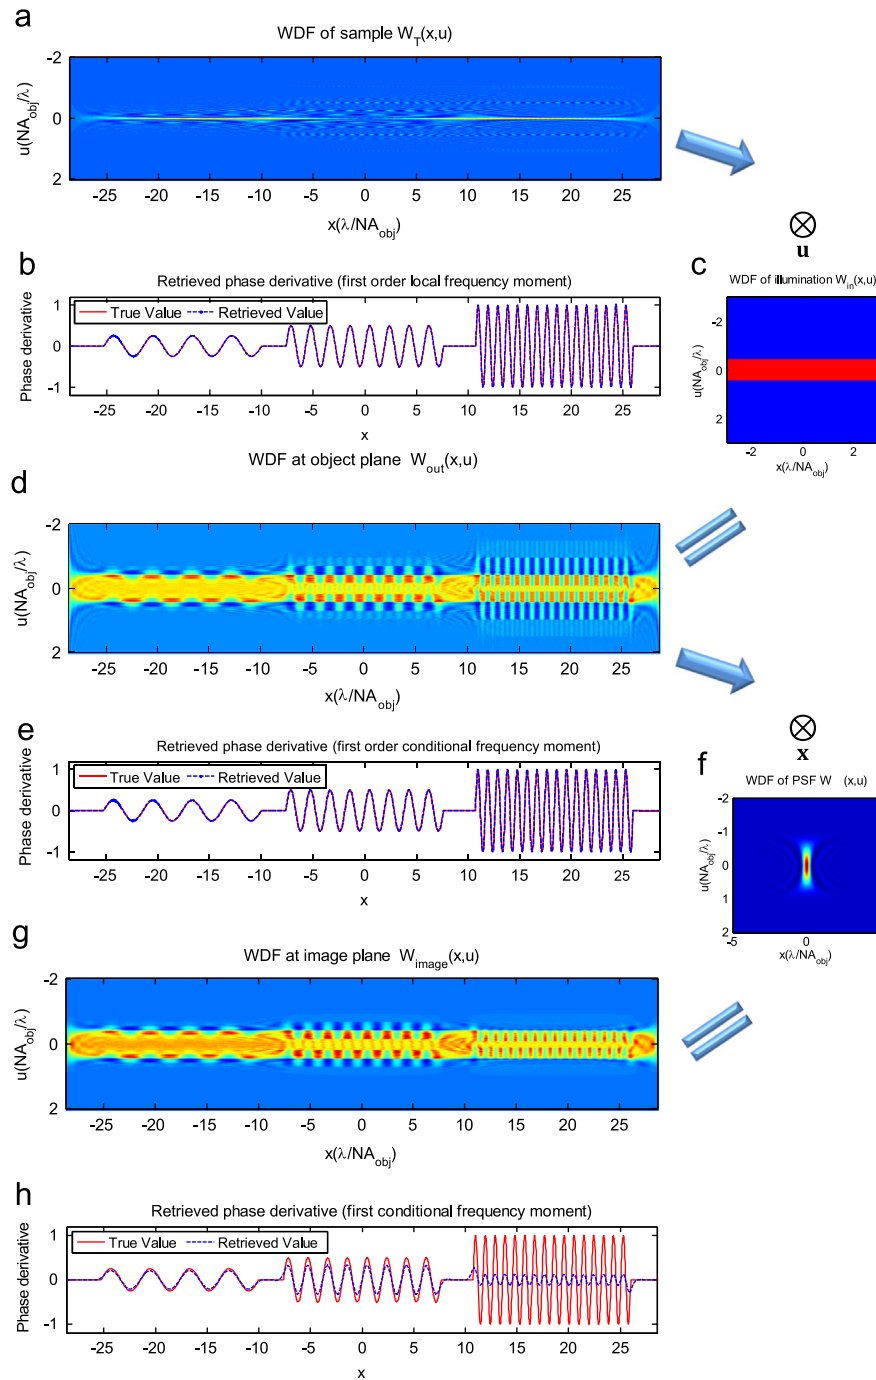 a
WDF of sample W_T(x,u)
u(NA_obj/λ)
-2
0
2
-25 -20 -15 -10 -5 0 5 10 15 20 25
x(λ/NA_obj)
⊗
u
b
Retrieved phase derivative (first order local frequency moment)
Phase derivative
1
0
-1
True Value
Retrieved Value
-25 -20 -15 -10 -5 0 5 10 15 20 25
x
c
WDF of illumination W_in(x,u)
u(NA_obj/λ)
-2
0
2
-2 0 2
x(λ/NA_obj)
WDF at object plane W_out(x,u)
d
u(NA_obj/λ)
-2
0
2
-25 -20 -15 -10 -5 0 5 10 15 20 25
x(λ/NA_obj)
⊗
x
e
Retrieved phase derivative (first order conditional frequency moment)
Phase derivative
1
0
-1
True Value
Retrieved Value
-25 -20 -15 -10 -5 0 5 10 15 20 25
x
f
WDF of PSF W (x,u)
u(NA_obj/λ)
-2
-1
0
1
2
-5 0
x(λ/NA_obj)
g
WDF at image plane W_image(x,u)
u(NA_obj/λ)
-2
0
2
-25 -20 -15 -10 -5 0 5 10 15 20 25
x(λ/NA_obj)
h
Retrieved phase derivative (first conditional frequency moment)
Phase derivative
1
0
-1
True Value
Retrieved Value
-25 -20 -15 -10 -5 0 5 10 15 20 25
x